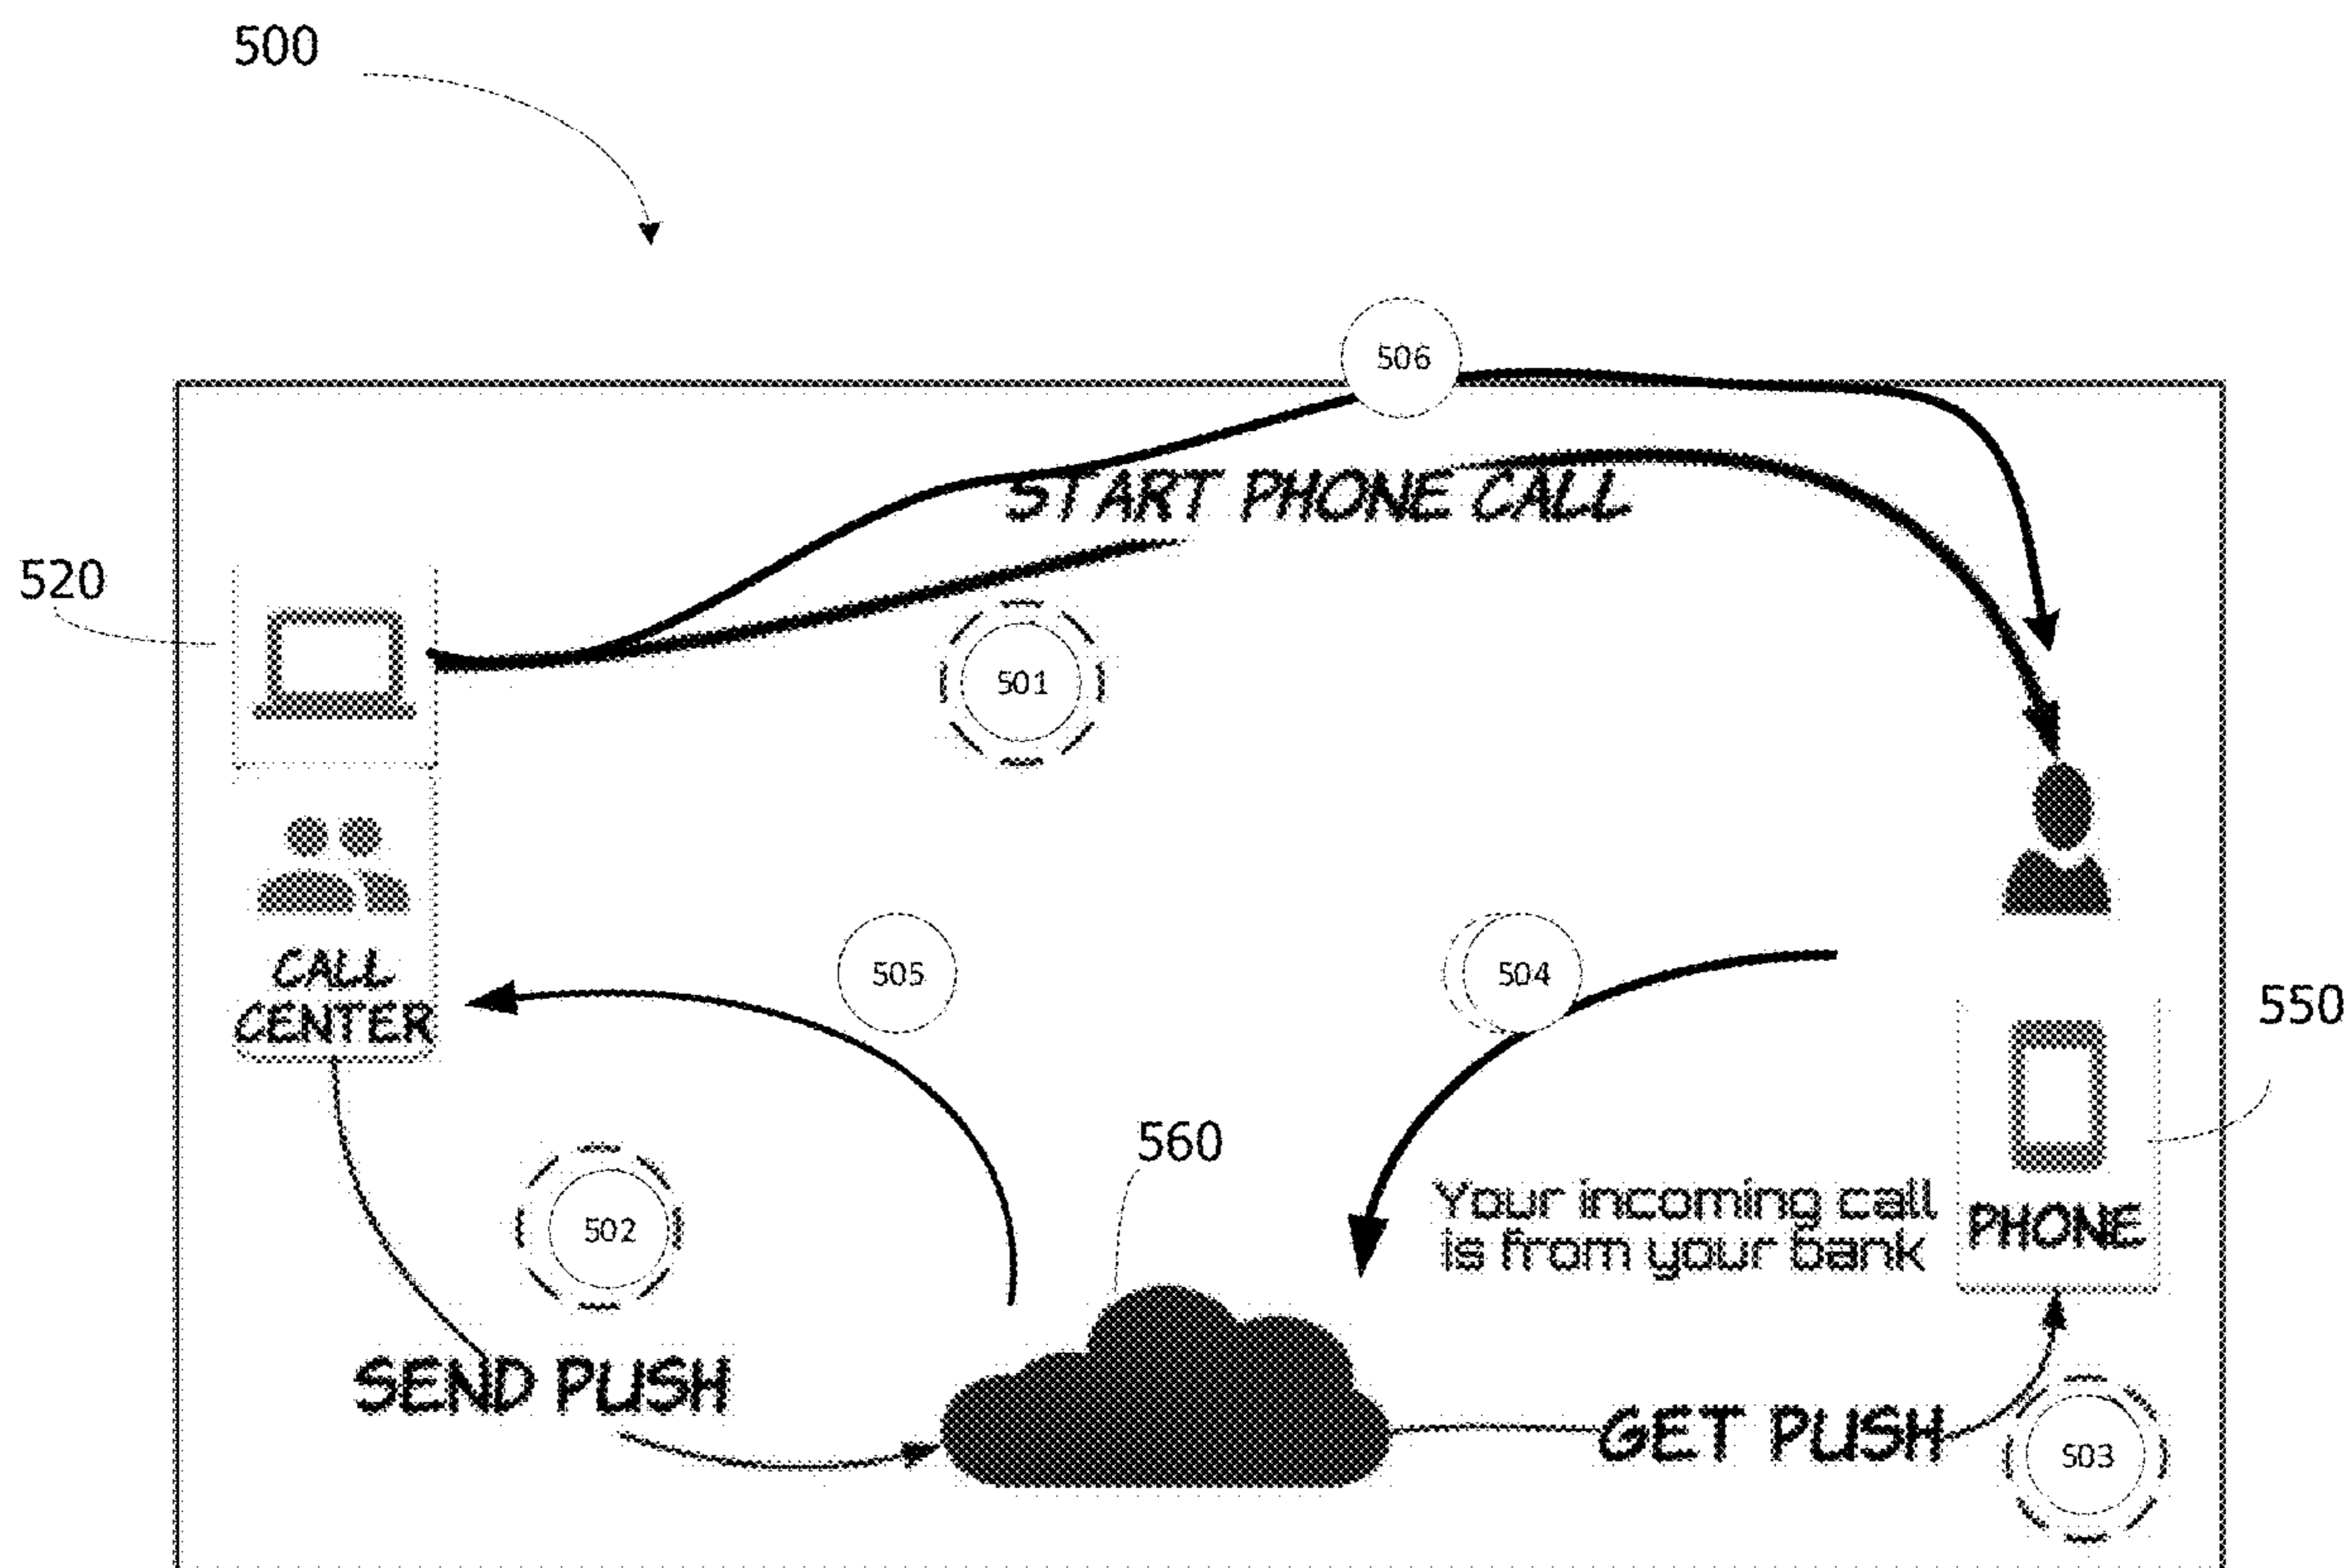 500
506
START PHONE CALL
520
501
CALL
CENTER
505
504
550
560
502
Your incoming call
is from your bank
PHONE
SEND PUSH
GET PUSH
503